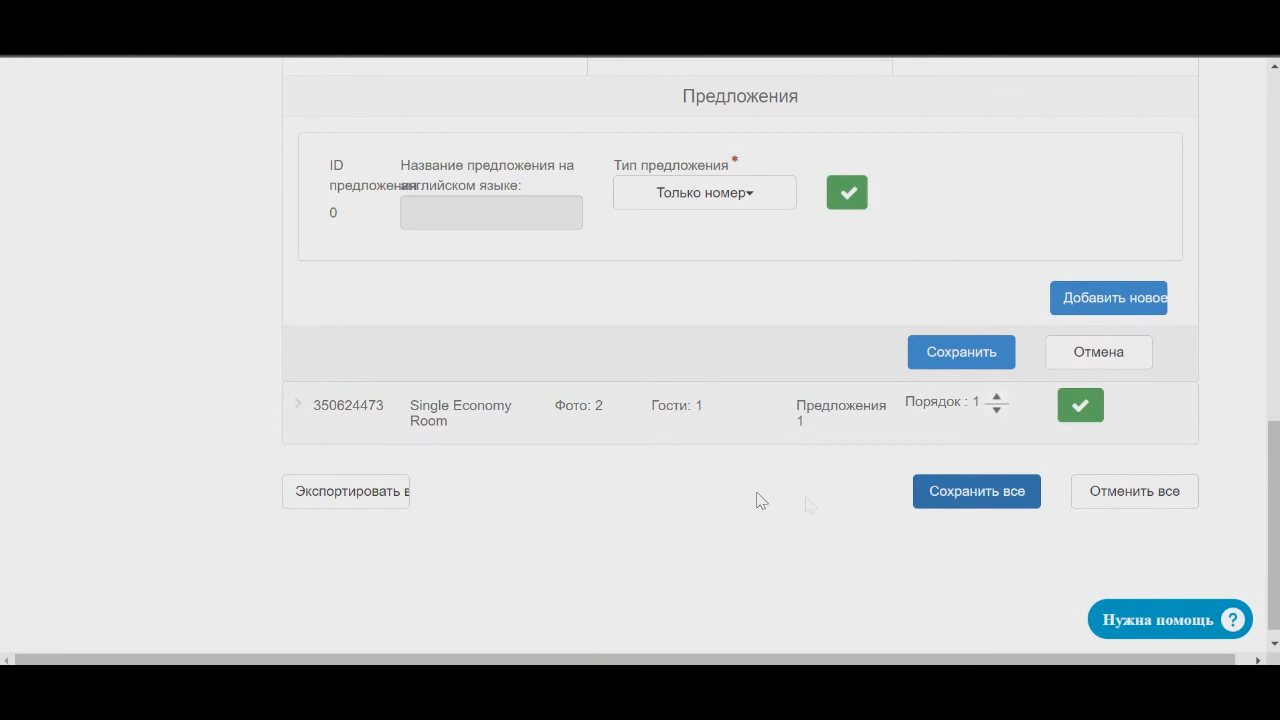 Предложения
ID предложения
Название предложения на английском языке:
Тип предложения *
0
Только номер
Добавить новое
Сохранить
Отмена
350624473
Single Economy Room
Фото: 2
Гости: 1
Предложения 1
Порядок : 1
Экспортировать в
Сохранить все
Отменить все
Нужна помощь ?